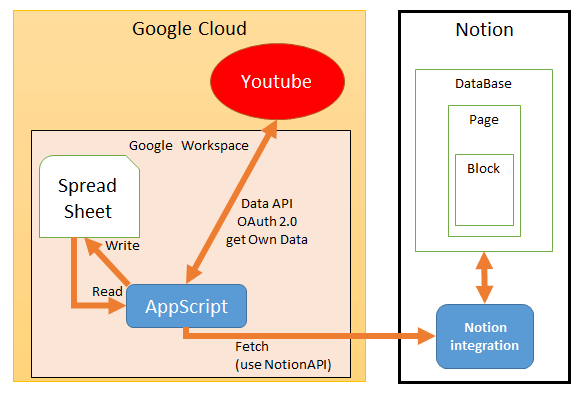 Google Cloud
Youtube
Google Workspace
Spread
Sheet
Data API
OAuth 2.0
get Own Data
Write
Read
AppScript
Fetch
(use NotionAPI)
Notion
DataBase
Page
Block
Notion
integration